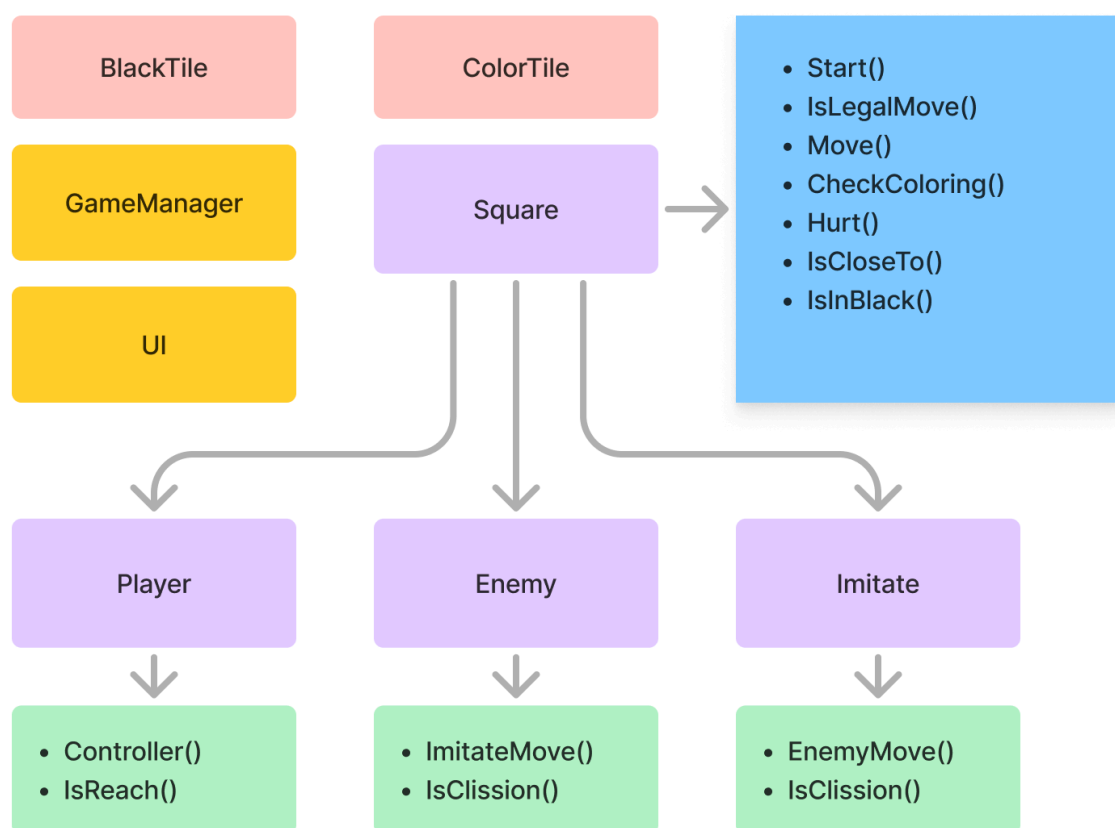 BlackTile
ColorTile
• Start()
• IsLegalMove()
• Move()
• CheckColoring()
• Hurt()
• IsCloseTo()
• IsInBlack()
GameManager
Square
UI
Player
Enemy
Imitate
• Controller()
• IsReach()
• ImitateMove()
• IsClission()
• EnemyMove()
• IsClission()